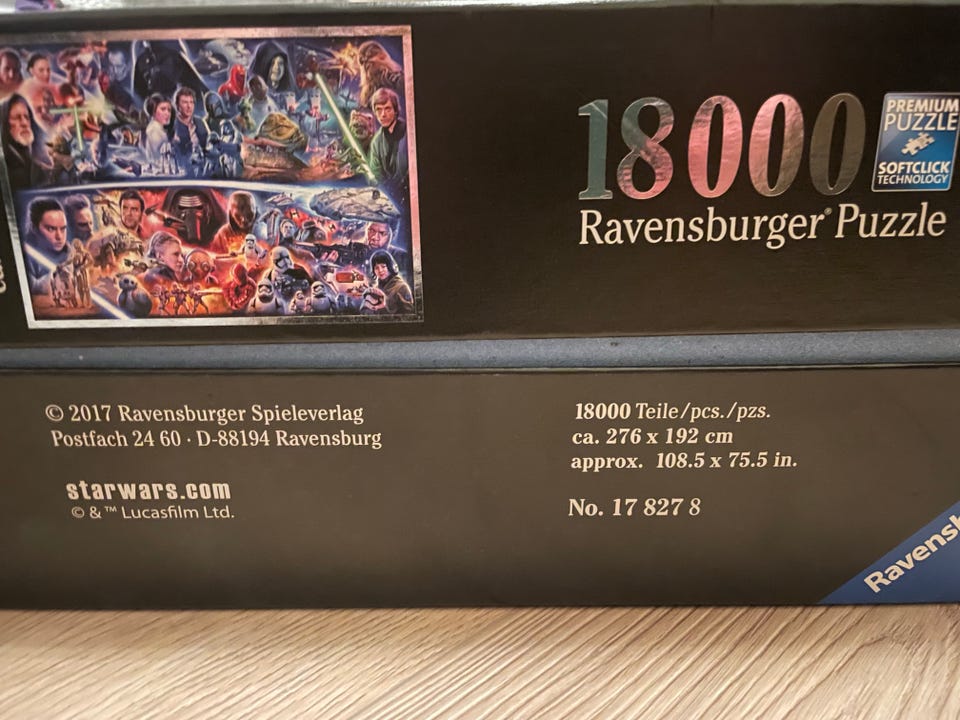 18000
PREMIUM
PUZZLE
SOFTCLICK
TECHNOLOGY
Ravensburger® Puzzle
© 2017 Ravensburger Spieleverlag
Postfach 24 60 · D-88194 Ravensburg
starwars.com
© & ™ Lucasfilm Ltd.
18000 Teile/pcs./pzs.
ca. 276 x 192 cm
approx. 108.5 x 75.5 in.
No. 17 827 8
Ravensb